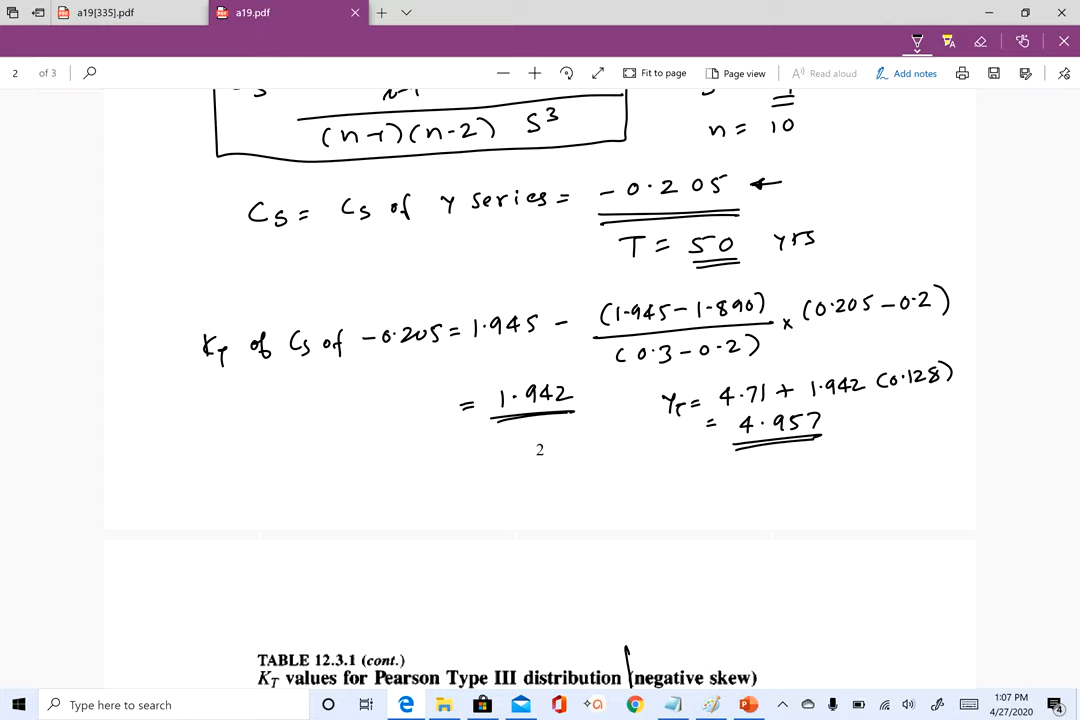 a19[335].pdf
a19.pdf
2 of 3
Fit to page
Page view
Read aloud
Add notes
(n-1)(n-2) S³
n = 10
Cs = Cs of Y series = -0.205 ←
T = 50 yrs
K_T of Cs of -0.205 = 1.945 - (1.945-1.890)/(0.3-0.2) × (0.205-0.2)
= 1.942
Y_T = 4.71 + 1.942 (0.128)
= 4.957
2
TABLE 12.3.1 (cont.)
K_T values for Pearson Type III distribution (negative skew)
Type here to search
1:07 PM
4/27/2020
4